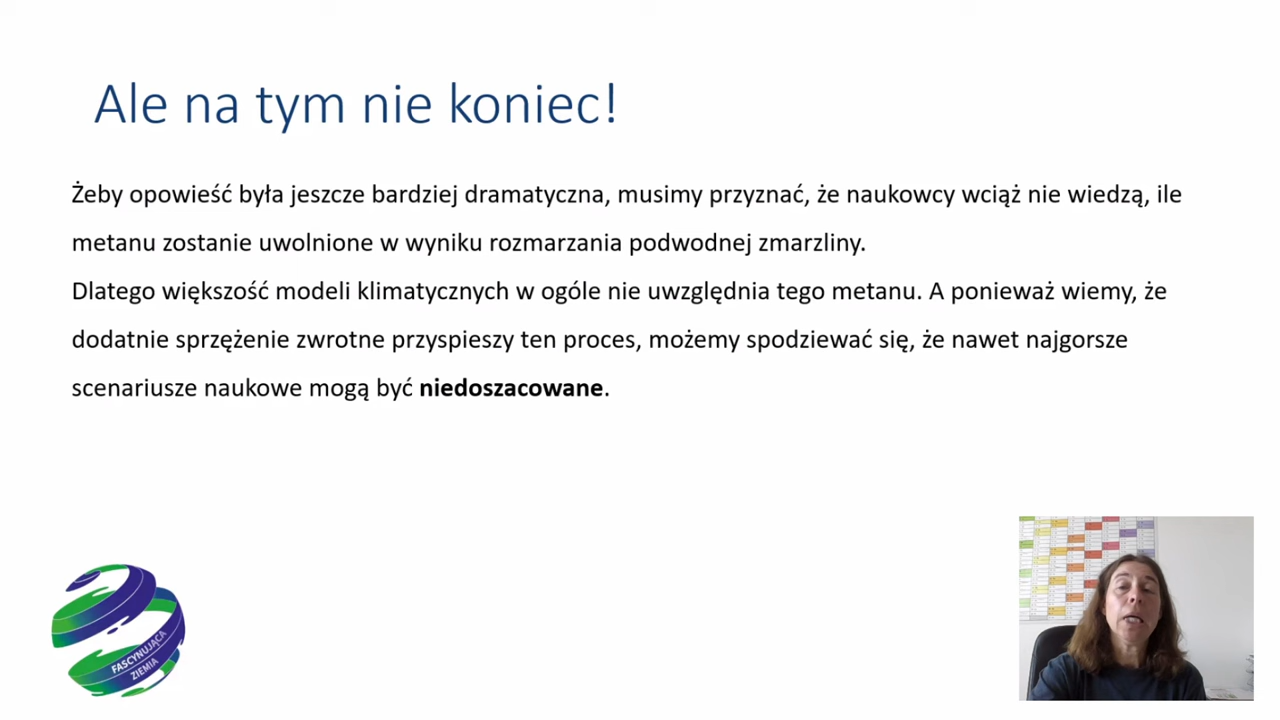 Ale na tym nie koniec!
Żeby opowieść była jeszcze bardziej dramatyczna, musimy przyznać, że naukowcy wciąż nie wiedzą, ile
metanu zostanie uwolnione w wyniku rozmarzania podwodnej zmarzliny.
Dlatego większość modeli klimatycznych w ogóle nie uwzględnia tego metanu. A ponieważ wiemy, że
dodatnie sprzężenie zwrotne przyspieszy ten proces, możemy spodziewać się, że nawet najgorsze
scenariusze naukowe mogą być niedoszacowane.
FASCYNUJĄCA
ZIEMIA